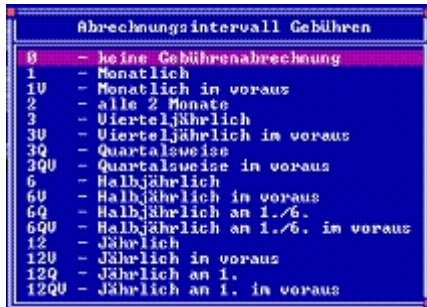 Abrechnungsintervall Gebühren
0 - keine Gebührenabrechnung
1 - Monatlich
1V - Monatlich im voraus
2 - alle 2 Monate
3 - Vierteljährlich
3V - Vierteljährlich im voraus
3Q - Quartalsweise
3QV - Quartalsweise im voraus
6 - Halbjährlich
6V - Halbjährlich im voraus
6Q - Halbjährlich am 1./6.
6QV - Halbjährlich am 1./6. im voraus
12 - Jährlich
12V - Jährlich im voraus
12Q - Jährlich am 1.
12QV - Jährlich am 1. im voraus